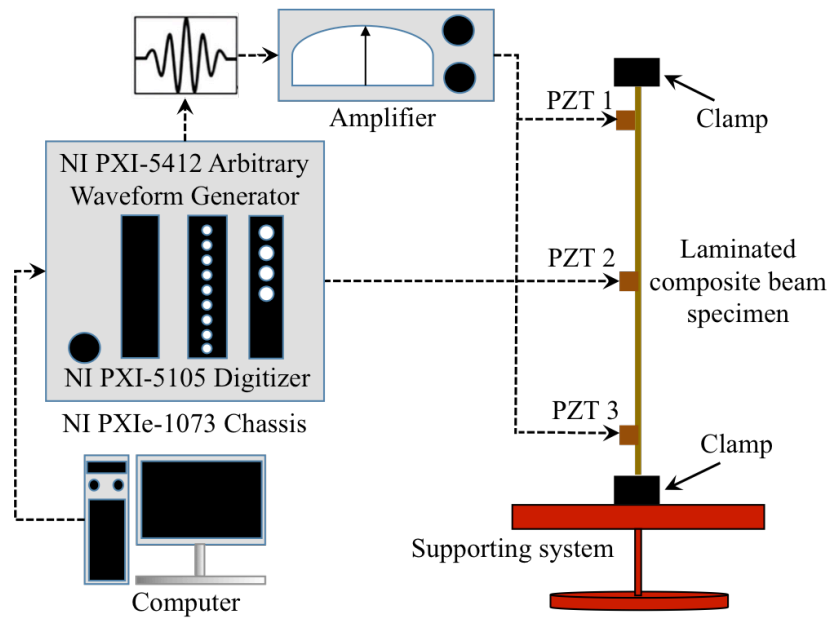 PZT 1
Clamp
Amplifier
NI PXI-5412 Arbitrary
Waveform Generator
PZT 2
Laminated
composite beam
specimen
NI PXI-5105 Digitizer
PZT 3
NI PXIe-1073 Chassis
Clamp
Supporting system
Computer